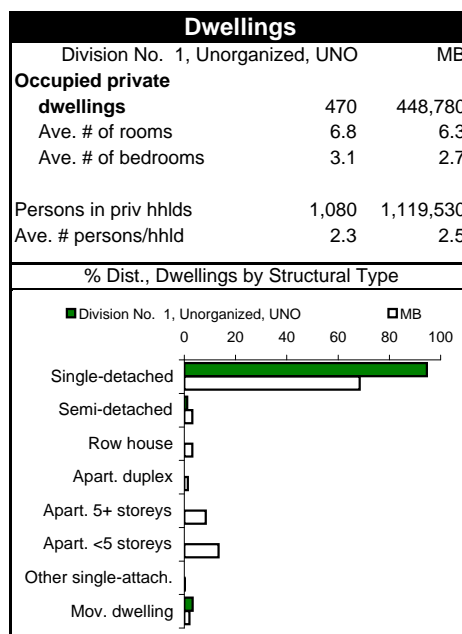 Dwellings
Division No. 1, Unorganized, UNO MB
Occupied private
dwellings 470 448,780
Ave. # of rooms 6.8 6.3
Ave. # of bedrooms 3.1 2.7
Persons in priv hhlds 1,080 1,119,530
Ave. # persons/hhld 2.3 2.5
% Dist., Dwellings by Structural Type
Division No. 1, Unorganized, UNO MB
0 20 40 60 80 100
Single-detached
Semi-detached
Row house
Apart. duplex
Apart. 5+ storeys
Apart. <5 storeys
Other single-attach.
Mov. dwelling